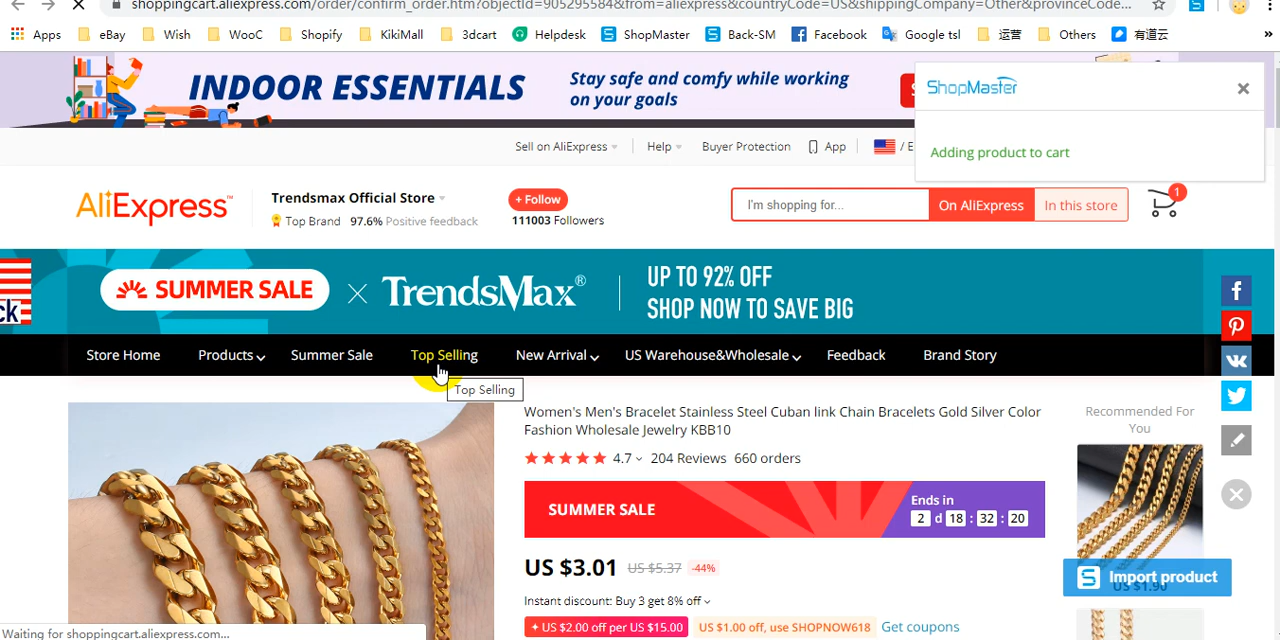 shoppingcart.aliexpress.com/order/confirm_order.htm?objectId=905295584&from=aliexpress&countryCode=US&shippingCompany=Other&provinceCode...
Apps eBay Wish WooC Shopify KikiMall 3dcart Helpdesk ShopMaster Back-SM Facebook Google tsl 运营 Others 有道云 »
INDOOR ESSENTIALS
Stay safe and comfy while working
on your goals
ShopMaster
Adding product to cart
Sell on AliExpress Help Buyer Protection App / E
AliExpress™
Trendsmax Official Store
Top Brand 97.6% Positive feedback
+ Follow
111003 Followers
I'm shopping for...
On AliExpress
In this store
1
ck
SUMMER SALE × TRENDSMAX®
UP TO 92% OFF
SHOP NOW TO SAVE BIG
Store Home Products Summer Sale Top Selling New Arrival US Warehouse&Wholesale Feedback Brand Story
Top Selling
Women's Men's Bracelet Stainless Steel Cuban link Chain Bracelets Gold Silver Color
Fashion Wholesale Jewelry KBB10
4.7 204 Reviews 660 orders
SUMMER SALE
Ends in
2 d 18 : 32 : 20
US $3.01 US $5.37 -44%
Instant discount: Buy 3 get 8% off
+ US $2.00 off per US $15.00 US $1.00 off, use SHOPNOW618 Get coupons
Recommended For
You
Import product
US $1.90
Waiting for shoppingcart.aliexpress.com...